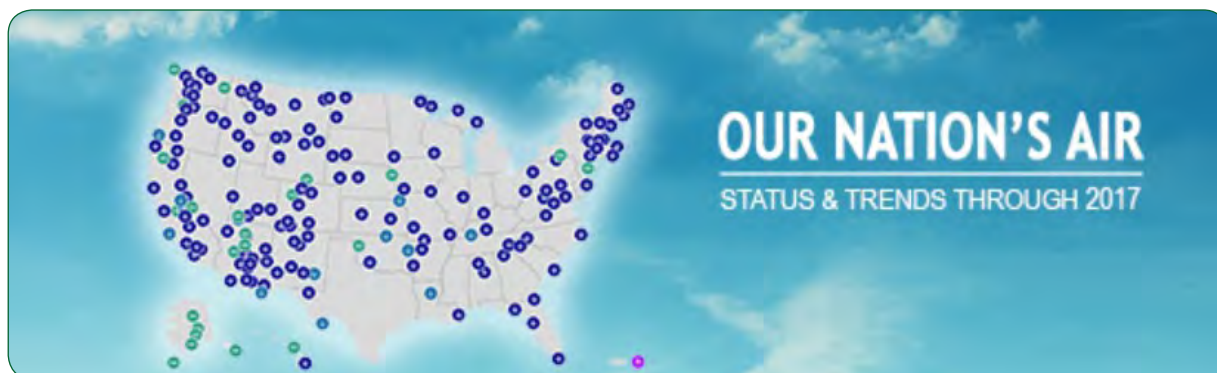 OUR NATION'S AIR
STATUS & TRENDS THROUGH 2017